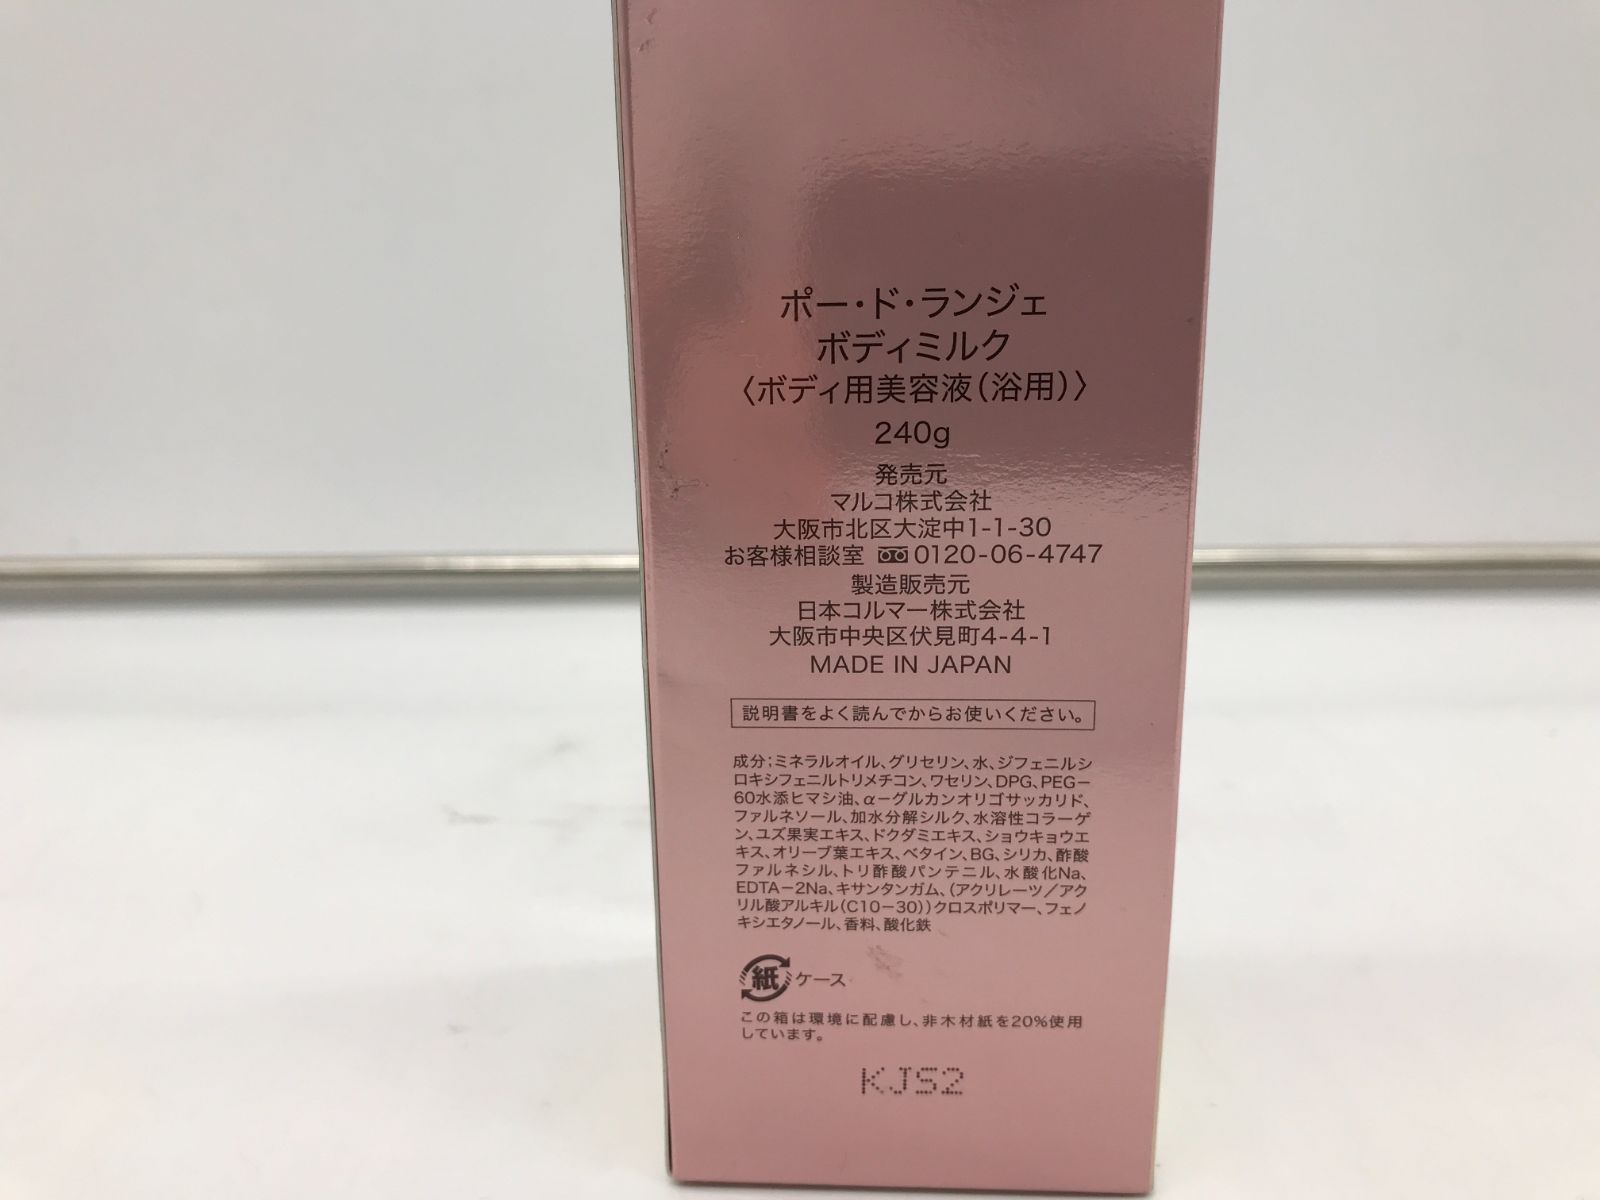 ポー・ド・ランジェ
ボディミルク
〈ボディ用美容液(浴用)〉
240g
発売元
マルコ株式会社
大阪市北区大淀中1-1-30
お客様相談室 0120-06-4747
製造販売元
日本コルマー株式会社
大阪市中央区伏見町4-4-1
MADE IN JAPAN
説明書をよく読んでからお使いください。
成分;ミネラルオイル、グリセリン、水、ジフェニルシ
ロキシフェニルトリメチコン、ワセリン、DPG、PEG-
60水添ヒマシ油、α-グルカンオリゴサッカリド、
ファルネソール、加水分解シルク、水溶性コラーゲ
ン、ユズ果実エキス、ドクダミエキス、ショウキョウエ
キス、オリーブ葉エキス、ベタイン、BG、シリカ、酢酸
ファルネシル、トリ酢酸パンテニル、水酸化Na、
EDTA-2Na、キサンタンガム、(アクリレーツ/アク
リル酸アルキル(C10-30))クロスポリマー、フェノ
キシエタノール、香料、酸化鉄
紙 ケース
この箱は環境に配慮し、非木材紙を20%使用
しています。
KJS2